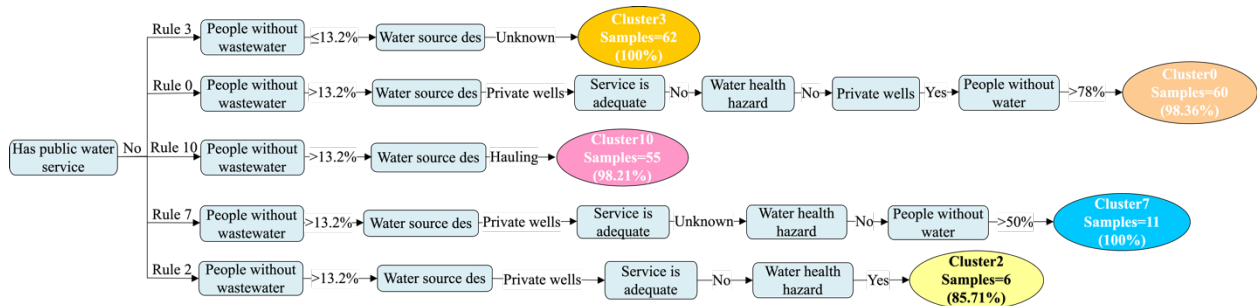 Has public water
service
No
Rule 3
People without
wastewater
≤13.2%
Water source des
Unknown
Cluster3
Samples=62
(100%)
Rule 0
People without
wastewater
>13.2%
Water source des
Private wells
Service is
adequate
No
Water health
hazard
No
Private wells
Yes
People without
water
>78%
Cluster0
Samples=60
(98.36%)
Rule 10
People without
wastewater
>13.2%
Water source des
Hauling
Cluster10
Samples=55
(98.21%)
Rule 7
People without
wastewater
>13.2%
Water source des
Private wells
Service is
adequate
Unknown
Water health
hazard
No
People without
water
>50%
Cluster7
Samples=11
(100%)
Rule 2
People without
wastewater
>13.2%
Water source des
Private wells
Service is
adequate
No
Water health
hazard
Yes
Cluster2
Samples=6
(85.71%)